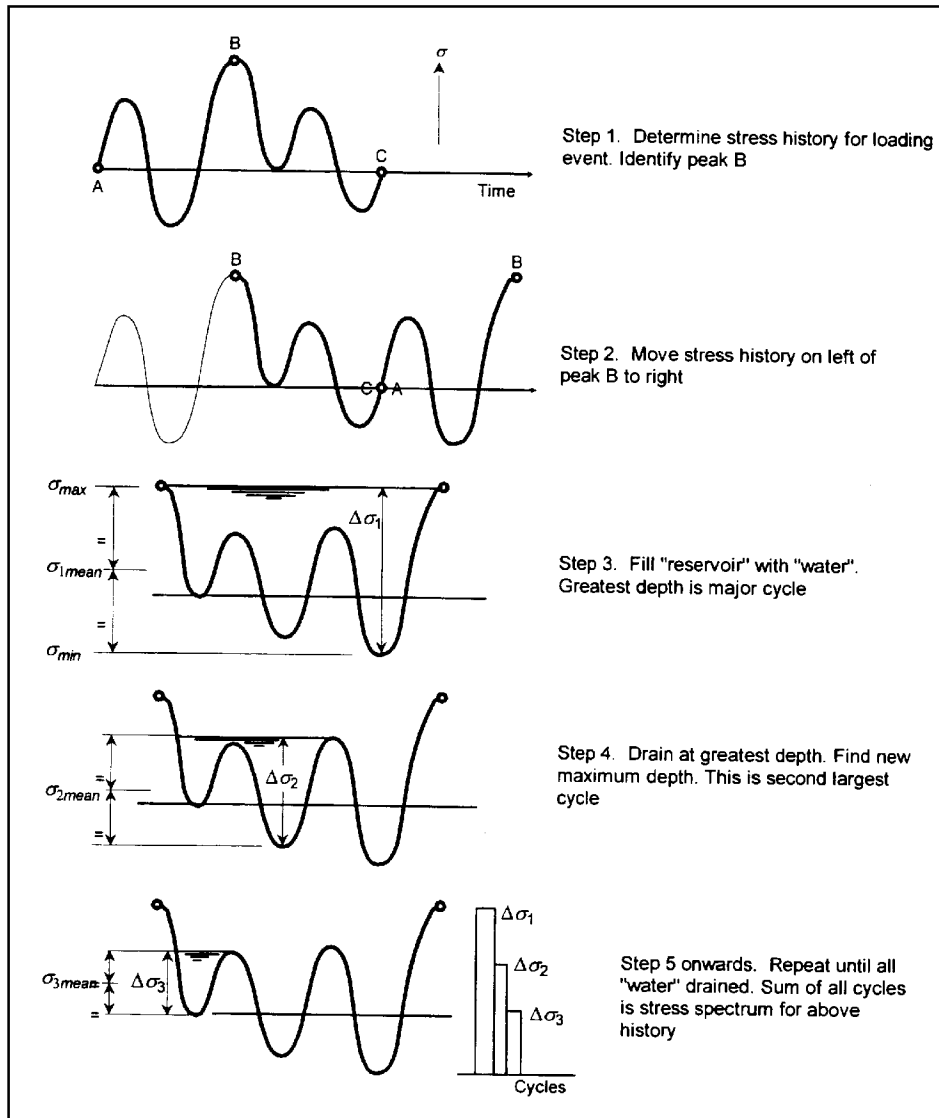 B
σ
Step 1. Determine stress history for loading
event. Identify peak B
A
C
Time
B
B
Step 2. Move stress history on left of
peak B to right
C A
σmax
Δσ1
=
σ1mean
=
σmin
Step 3. Fill "reservoir" with "water".
Greatest depth is major cycle
=
Δσ2
σ2mean
=
Step 4. Drain at greatest depth. Find new
maximum depth. This is second largest
cycle
Δσ1
Δσ2
σ3mean
=
Δσ3
=
Δσ3
Cycles
Step 5 onwards. Repeat until all
"water" drained. Sum of all cycles
is stress spectrum for above
history